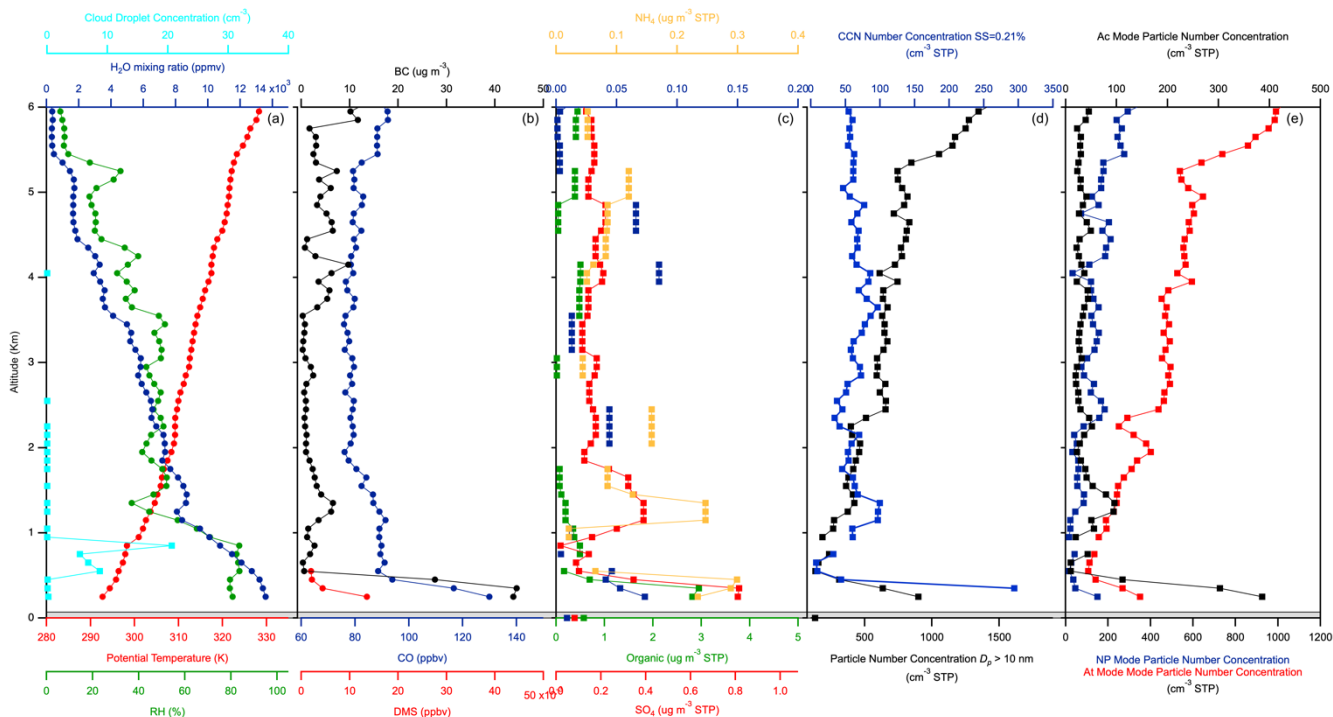 Cloud Droplet Concentration (cm⁻³)
0 10 20 30 40
H₂O mixing ratio (ppmv)
0 2 4 6 8 10 12 14 x10³
BC (ug m⁻³)
0 10 20 30 40 50
NH₄ (ug m⁻³ STP)
0.0 0.1 0.2 0.3 0.4
0.00 0.05 0.10 0.15 0.200
CCN Number Concentration SS=0.21%
(cm⁻³ STP)
50 100 150 200 250 300 350
Ac Mode Particle Number Concentration
(cm⁻³ STP)
0 200 400 600 800 1000
(a)
(b)
(c)
(d)
(e)
Altitude (Km)
6
5
4
3
2
1
0
280 290 300 310 320 330
Potential Temperature (K)
0 20 40 60 80 100
RH (%)
60 80 100 120 140
CO (ppbv)
0 10 20 30 40
DMS (ppbv)
0 1 2 3 4 5
Organic (ug m⁻³ STP)
0.0 0.2 0.4 0.6 0.8 1.0
SO₄ (ug m⁻³ STP)
500 1000 1500
Particle Number Concentration Dₚ > 10 nm
(cm⁻³ STP)
0 200 400 600 800 1000 1200
NP Mode Particle Number Concentration
At Mode Mode Particle Number Concentration
(cm⁻³ STP)